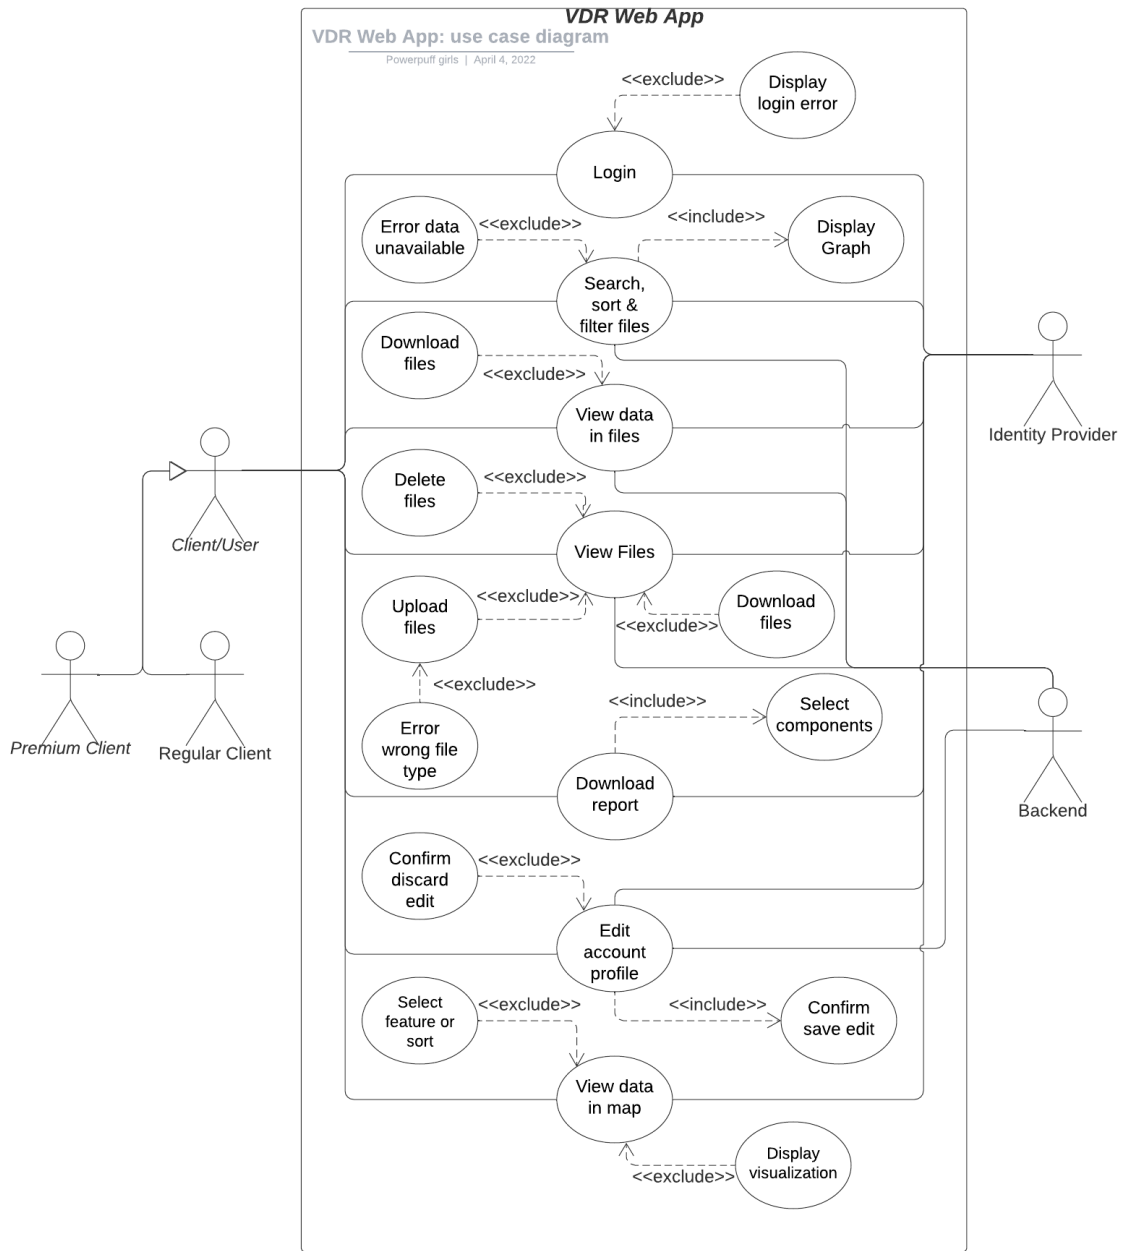 VDR Web App
VDR Web App: use case diagram
Powerpuff girls | April 4, 2022
<<exclude>>
Display
login error
Login
Error data
unavailable
<<exclude>>
<<include>>
Display
Graph
Search,
sort &
filter files
Download
files
<<exclude>>
View data
in files
Identity Provider
Delete
files
<<exclude>>
Client/User
View Files
Upload
files
<<exclude>>
Download
files
<<exclude>>
<<exclude>>
Premium Client
Regular Client
Error
wrong file
type
<<include>>
Select
components
Download
report
Backend
Confirm
discard
edit
<<exclude>>
Edit
account
profile
Select
feature or
sort
<<exclude>>
<<include>>
Confirm
save edit
View data
in map
Display
visualization
<<exclude>>